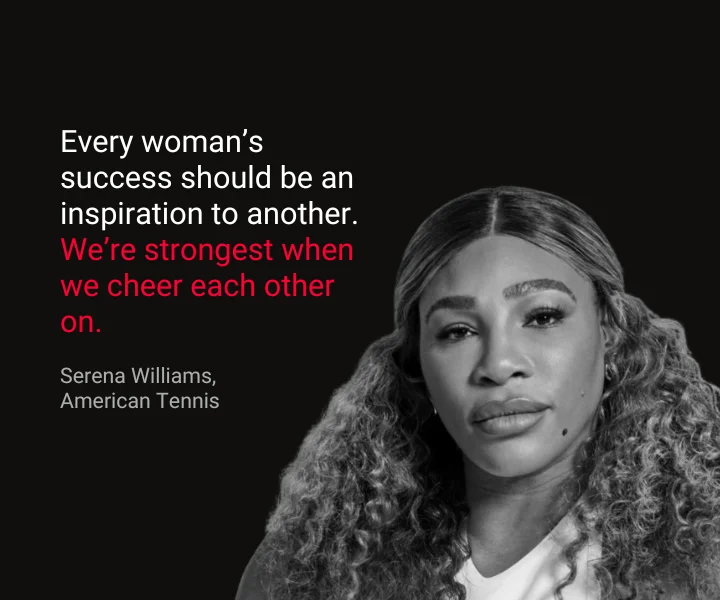 Every woman’s
success should be an
inspiration to another.
We’re strongest when
we cheer each other
on.
Serena Williams,
American Tennis